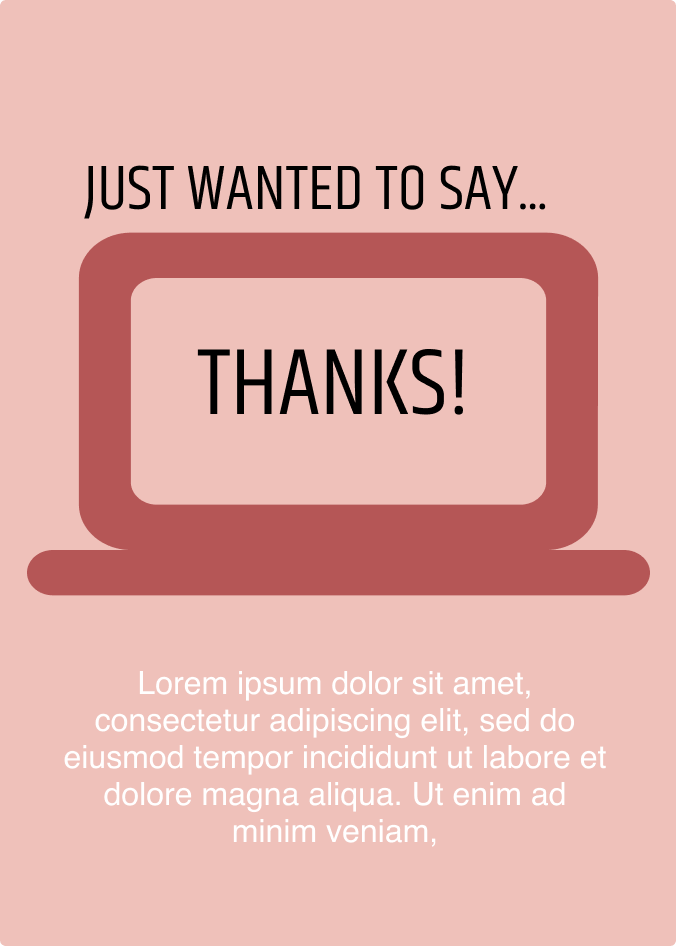 JUST WANTED TO SAY...
THANKS!
Lorem ipsum dolor sit amet,
consectetur adipiscing elit, sed do
eiusmod tempor incididunt ut labore et
dolore magna aliqua. Ut enim ad
minim veniam,